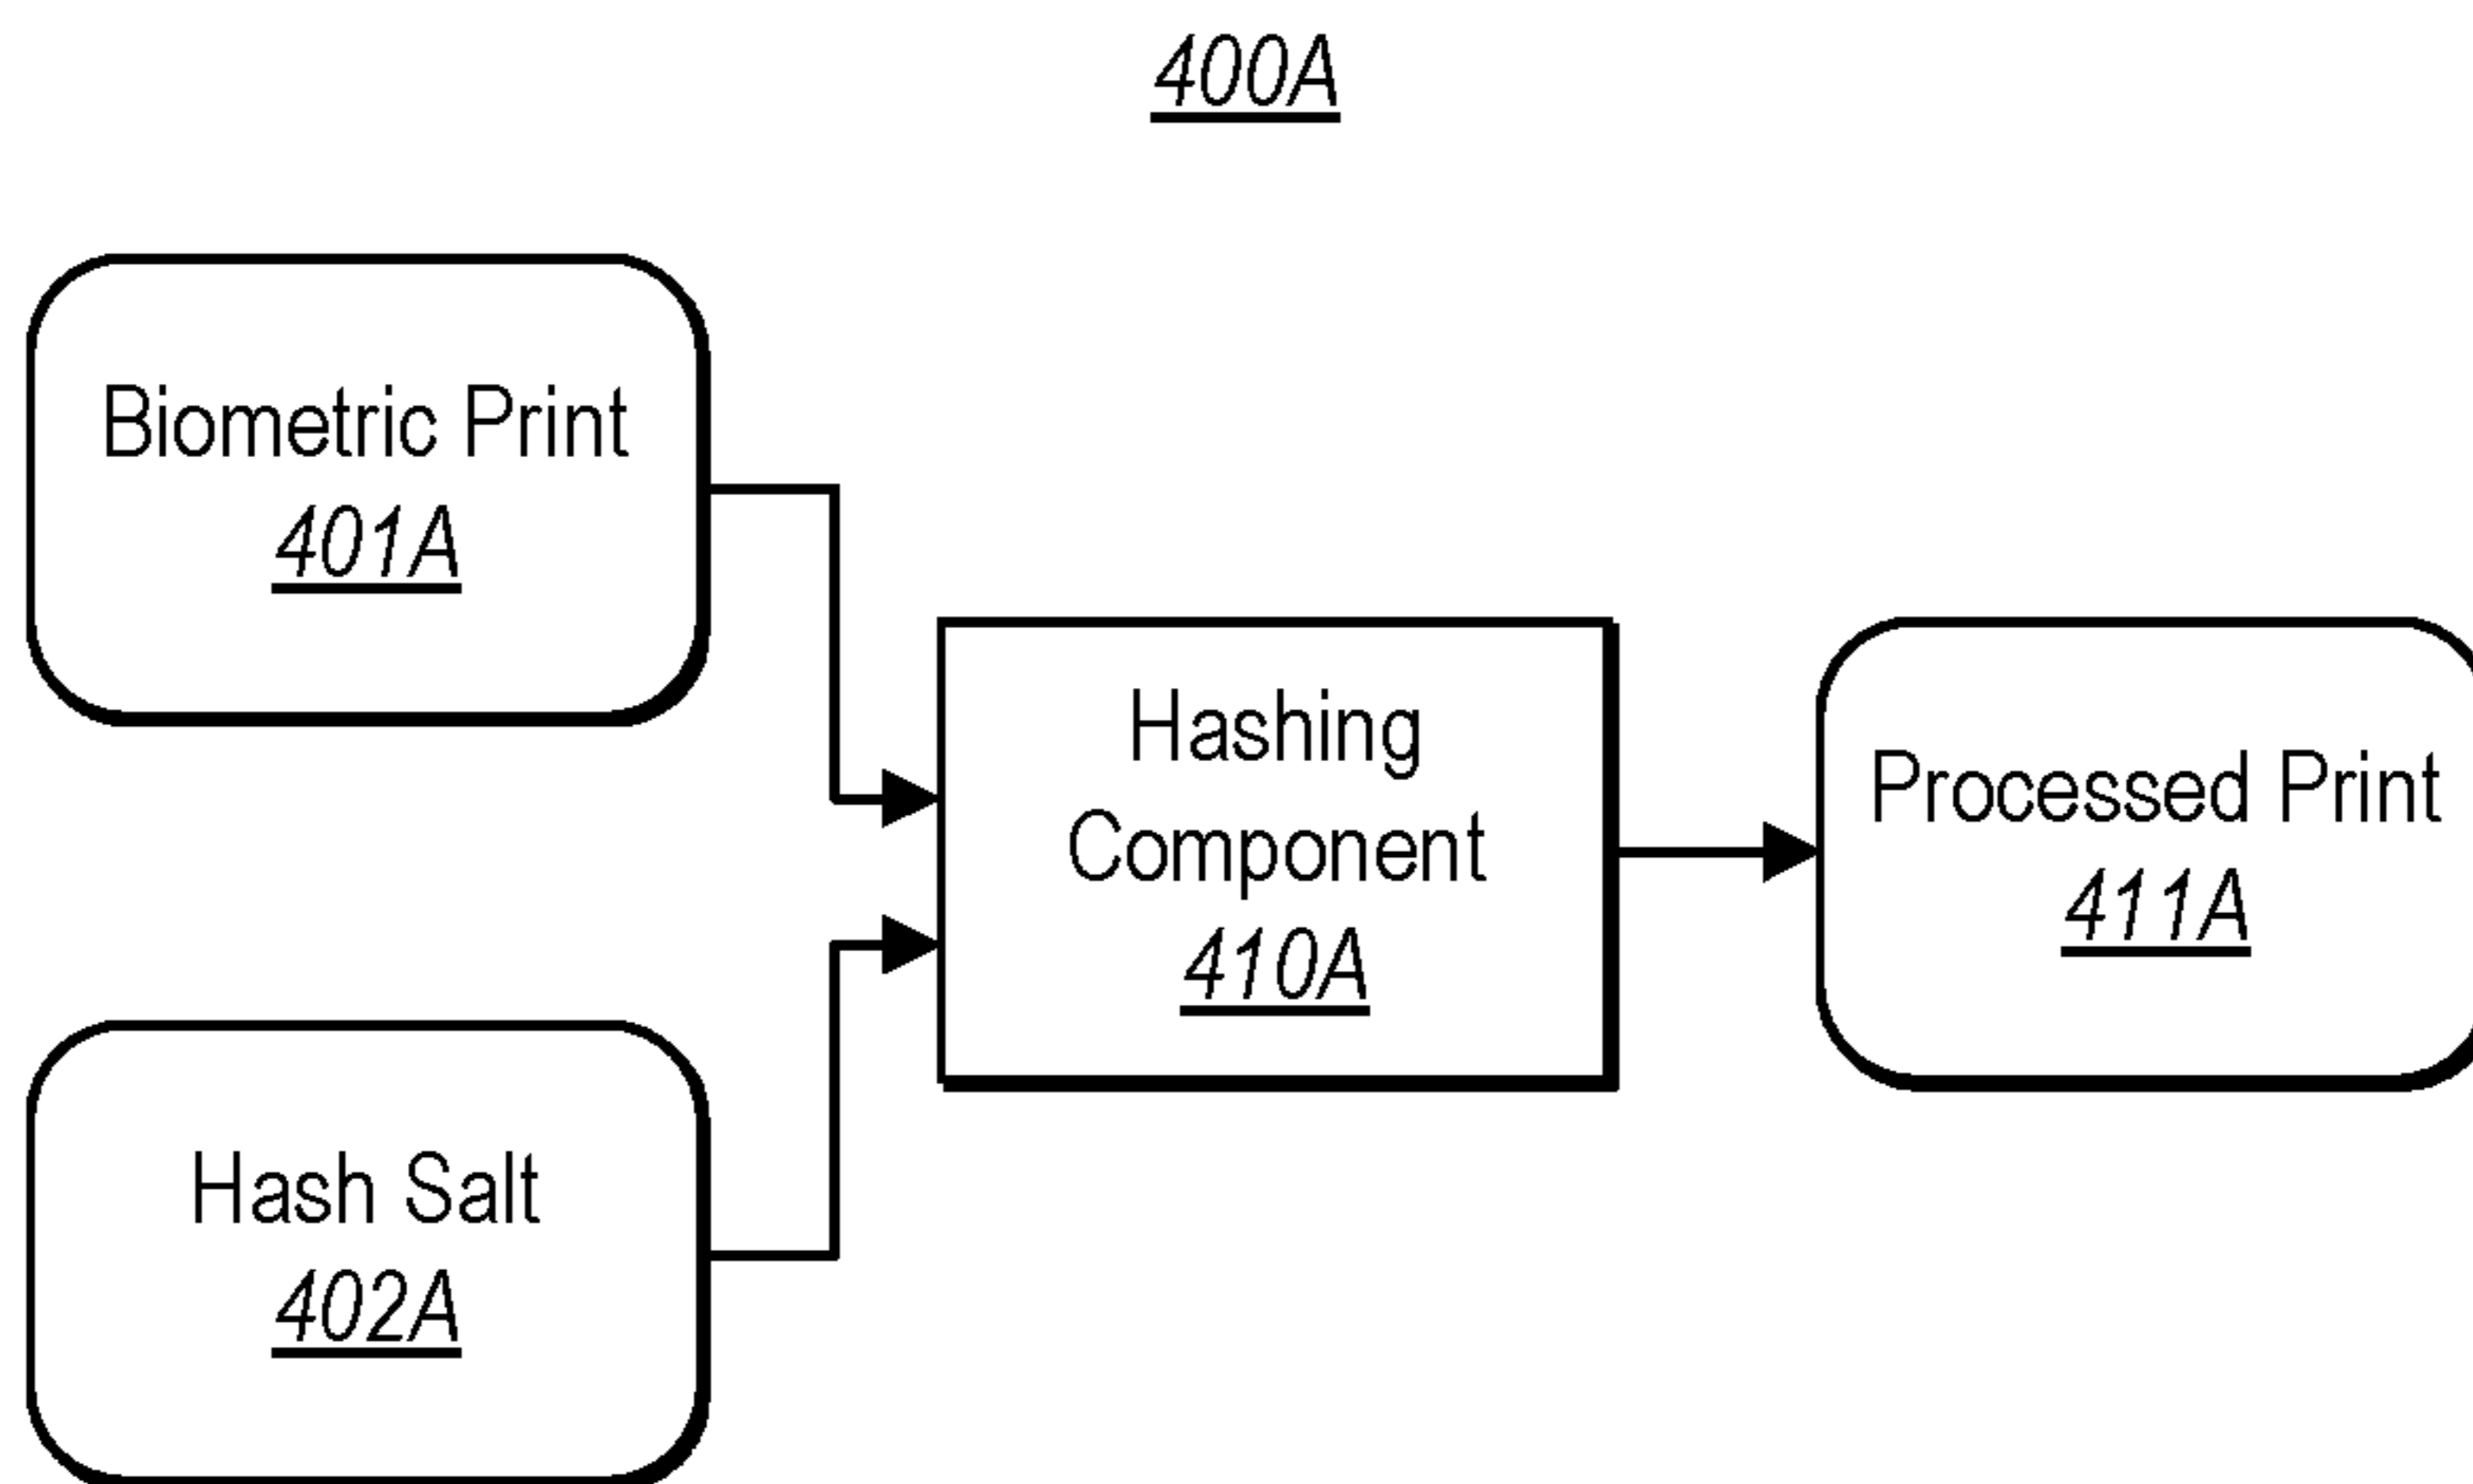 400A
Biometric Print
401A
Hash Salt
402A
Hashing
Component
410A
Processed Print
411A